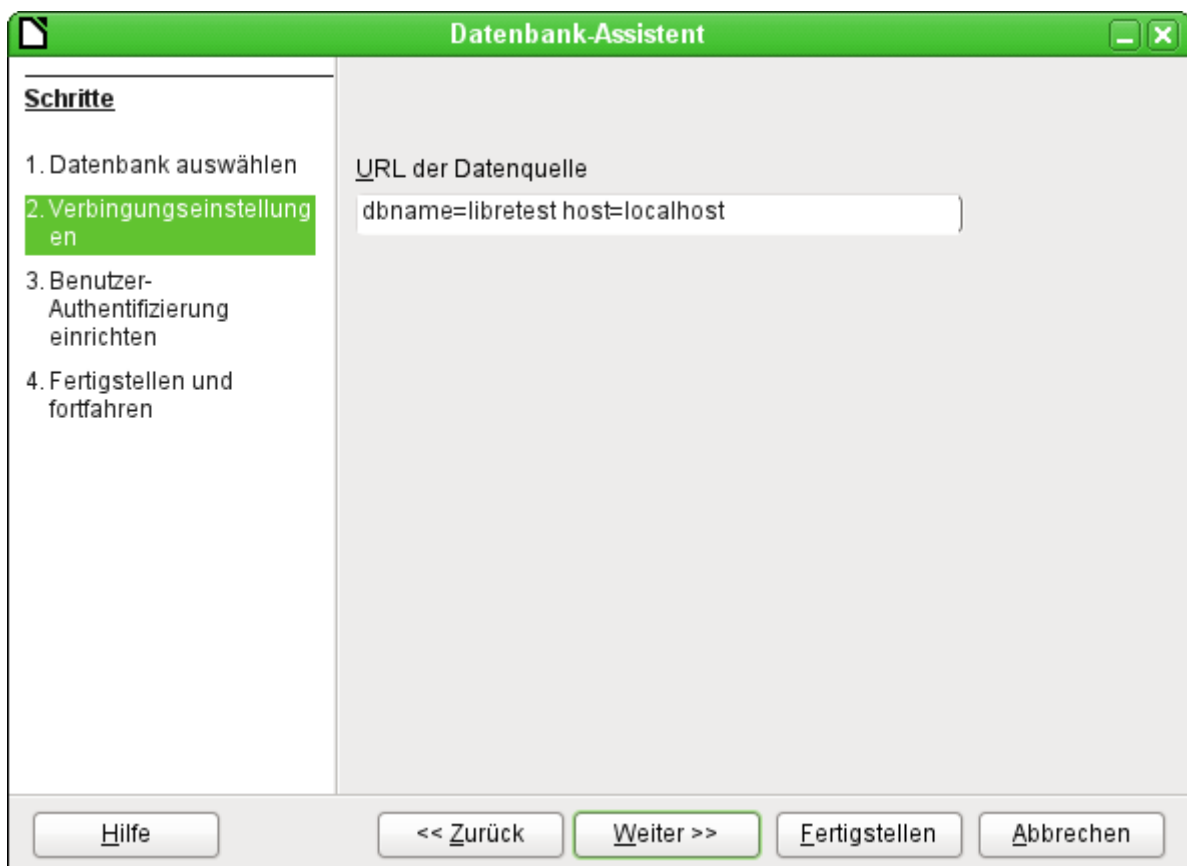 Datenbank-Assistent
Schritte
1. Datenbank auswählen
2. Verbingungseinstellung
en
3. Benutzer-
Authentifizierung
einrichten
4. Fertigstellen und
fortfahren
URL der Datenquelle
dbname=libretest host=localhost
Hilfe
<< Zurück
Weiter >>
Fertigstellen
Abbrechen